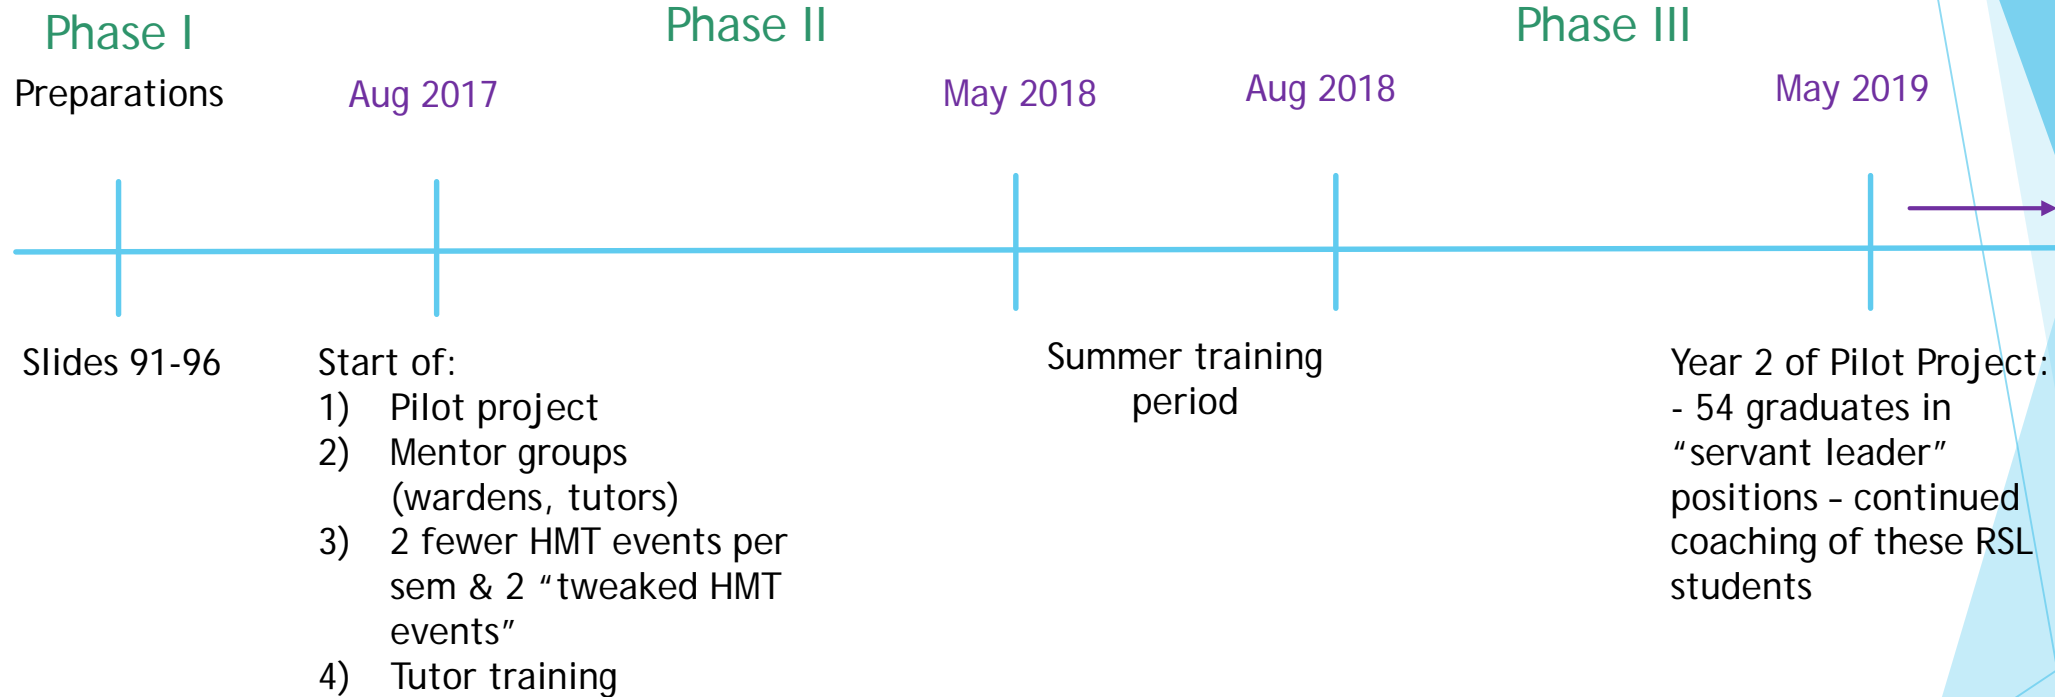 Phase I
Phase II
Phase III
Preparations
Aug 2017
May 2018
Aug 2018
May 2019
Slides 91-96
Start of:
1) Pilot project
2) Mentor groups
(wardens, tutors)
3) 2 fewer HMT events per
sem & 2 “tweaked HMT
events”
4) Tutor training
Summer training
period
Year 2 of Pilot Project:
- 54 graduates in
“servant leader”
positions – continued
coaching of these RSL
students